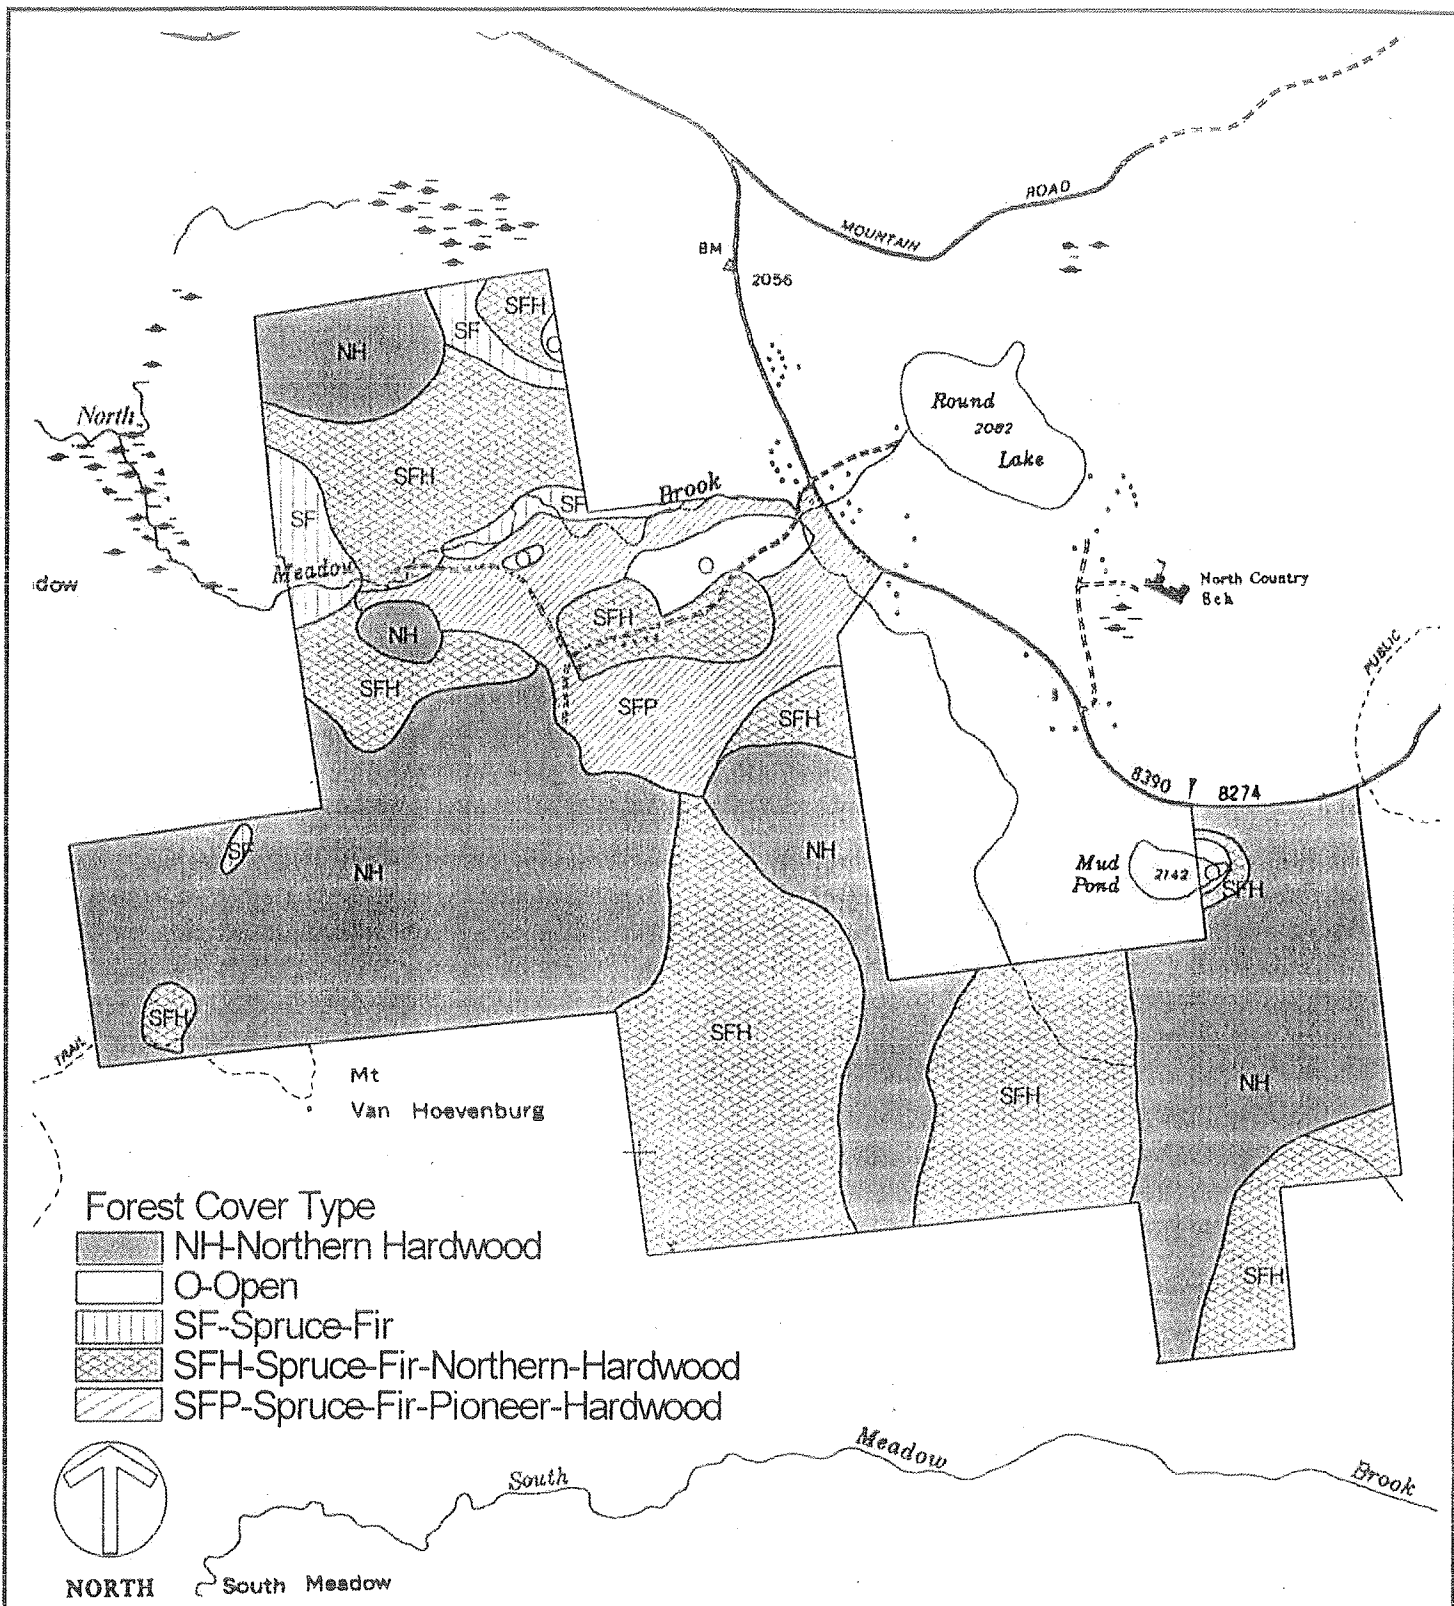 ROAD
MOUNTAIN
BM
2056
SFH
SF
O
NH
Round
2082
Lake
North
SFH
Brook
SF
SF
O
O
Meadow
dow
North Country
Sch
SFH
NH
PUBLIC
SFH
SFP
SFH
8390
8274
SF
NH
NH
Mud
Pond
2142
O
SFH
SFH
SFH
TRAIL
NH
SFH
Mt
Van Hoevenburg
Forest Cover Type
NH-Northern Hardwood
O-Open
SF-Spruce-Fir
SFH-Spruce-Fir-Northern-Hardwood
SFP-Spruce-Fir-Pioneer-Hardwood
SFH
Meadow
South
Brook
NORTH
South Meadow